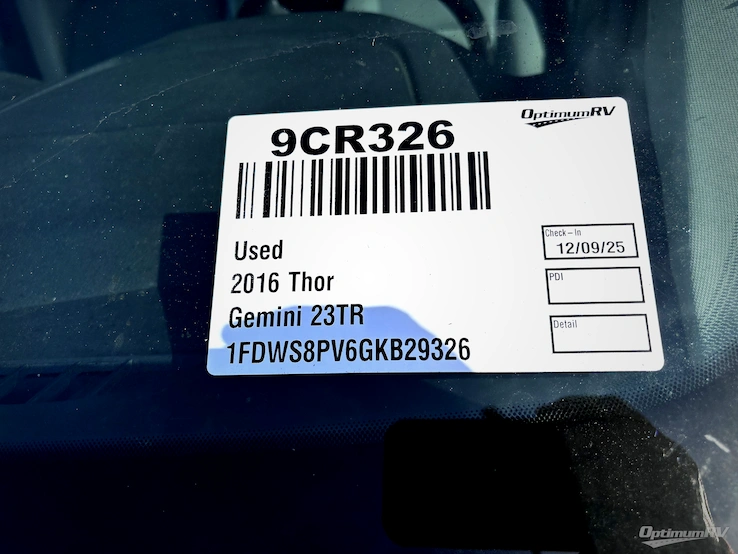 9CR326
OptimumRV
Used
2016 Thor
Gemini 23TR
1FDWS8PV6GKB29326
Check – In
12/09/25
PDI
Detail
OptimumRV